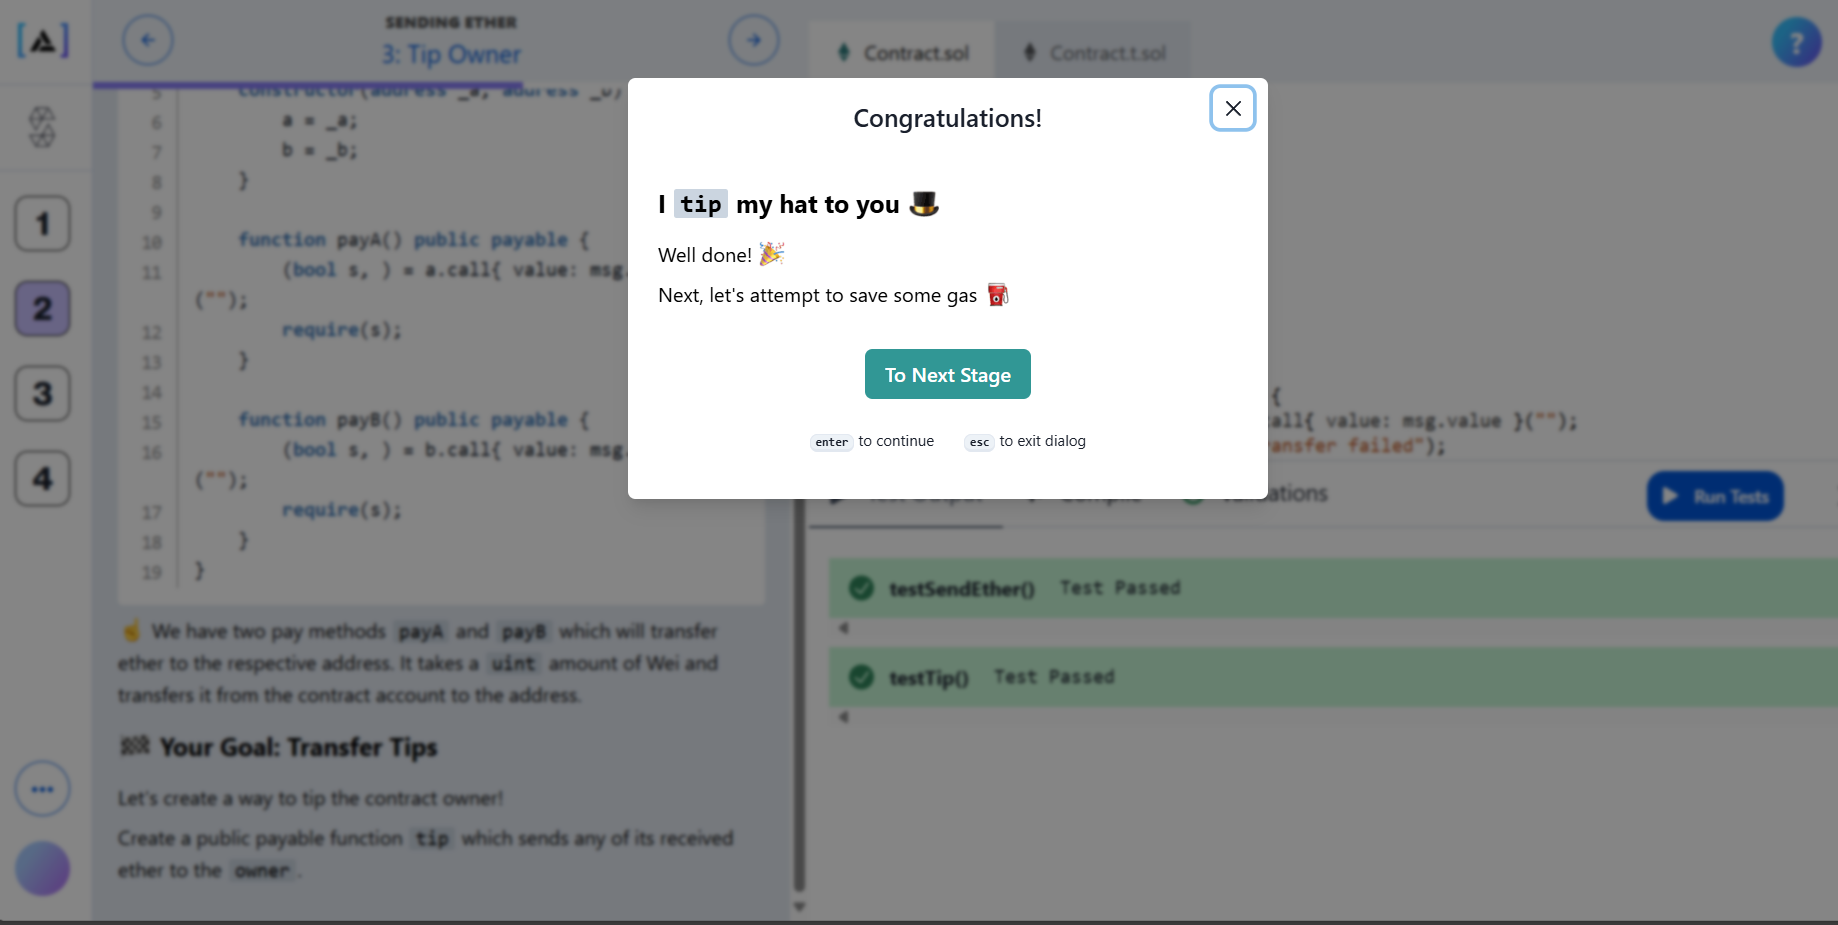 SENDING ETHER
3: Tip Owner
Contract.sol
Contract.t.sol
?
1
2
3
4
5 constructor(address _a, address _b)
6 a = _a;
7 b = _b;
8 }
9
10 function payA() public payable {
11 (bool s, ) = a.call{ value: msg.
("");
12 require(s);
13 }
14
15 function payB() public payable {
16 (bool s, ) = b.call{ value: msg.
("");
17 require(s);
18 }
19 }
☝ We have two pay methods payA and payB which will transfer
ether to the respective address. It takes a uint amount of Wei and
transfers it from the contract account to the address.
🏁 Your Goal: Transfer Tips
Let's create a way to tip the contract owner!
Create a public payable function tip which sends any of its received
ether to the owner.
Congratulations!
I tip my hat to you 🎩
Well done! 🎉
Next, let's attempt to save some gas ⛽
To Next Stage
enter to continue esc to exit dialog
{
call{ value: msg.value }("");
ransfer failed");
ations
Run Tests
testSendEther() Test Passed
testTip() Test Passed